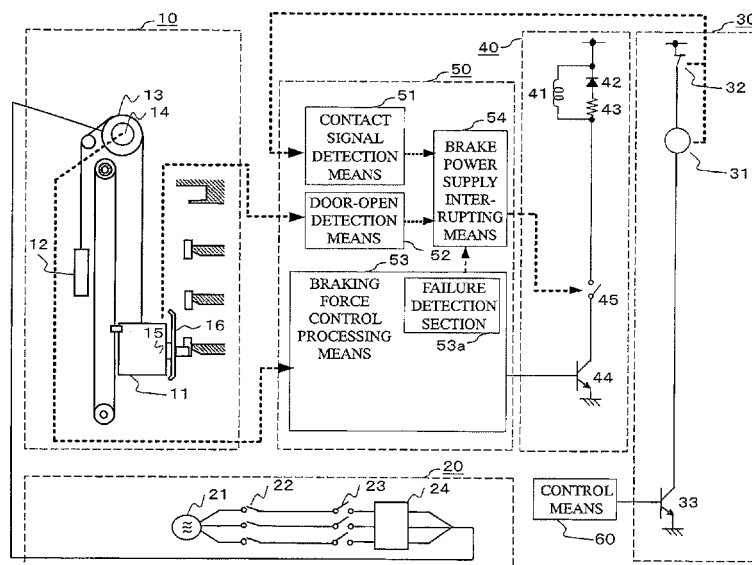 10
13
14
12
15
16
11
50
51
CONTACT
SIGNAL
DETECTION
MEANS
DOOR-OPEN
DETECTION
MEANS
52
54
BRAKE
POWER
SUPPLY
INTER-
RUPTING
MEANS
53
BRAKING
FORCE
CONTROL
PROCESSING
MEANS
FAILURE
DETECTION
SECTION
53a
40
41
42
43
45
44
30
32
31
33
CONTROL
MEANS
60
20
21
22
23
24